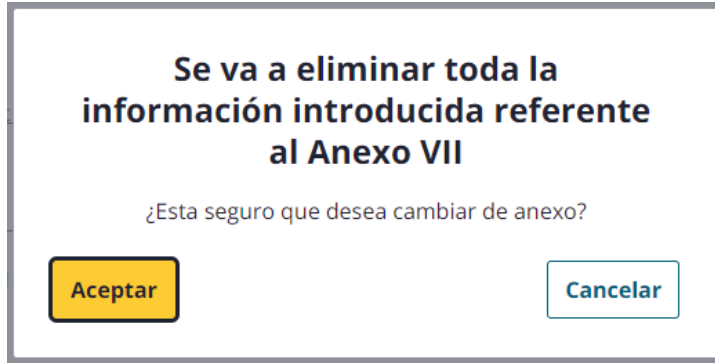 Se va a eliminar toda la
información introducida referente
al Anexo VII
¿Esta seguro que desea cambiar de anexo?
Aceptar
Cancelar